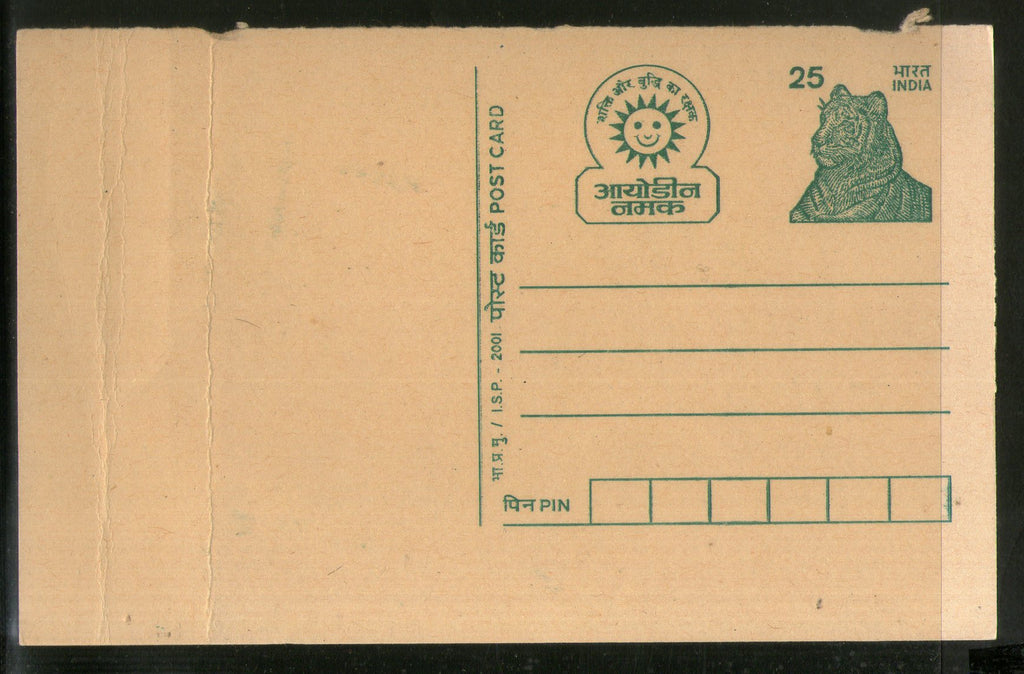 शक्ति और बुद्धि का रक्षक
आयोडीन
नमक
25
भारत
INDIA
भा.प्र.मु. / I.S.P. - 2001 पोस्ट कार्ड POST CARD
पिन PIN